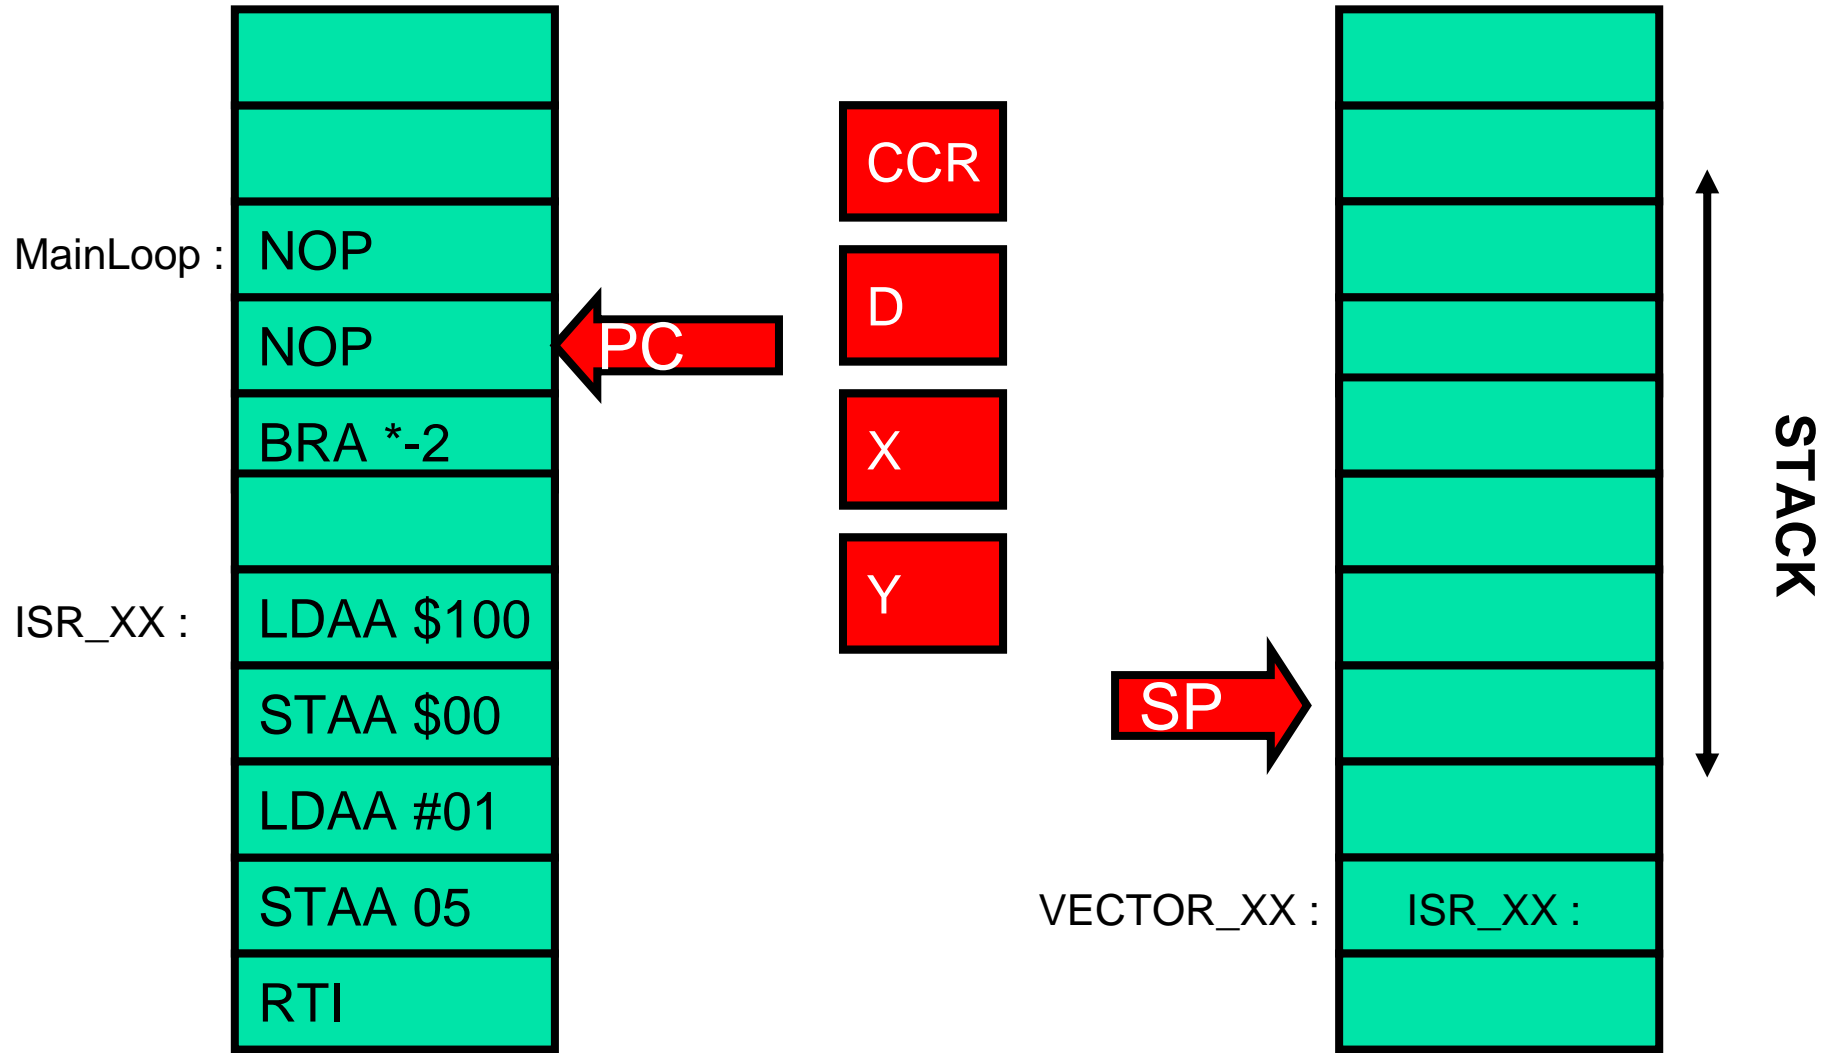 CCR
MainLoop : NOP
D
NOP
PC
BRA *-2
X
STACK
ISR_XX : LDAA $100
Y
STAA $00
SP
LDAA #01
STAA 05
VECTOR_XX : ISR_XX :
RTI